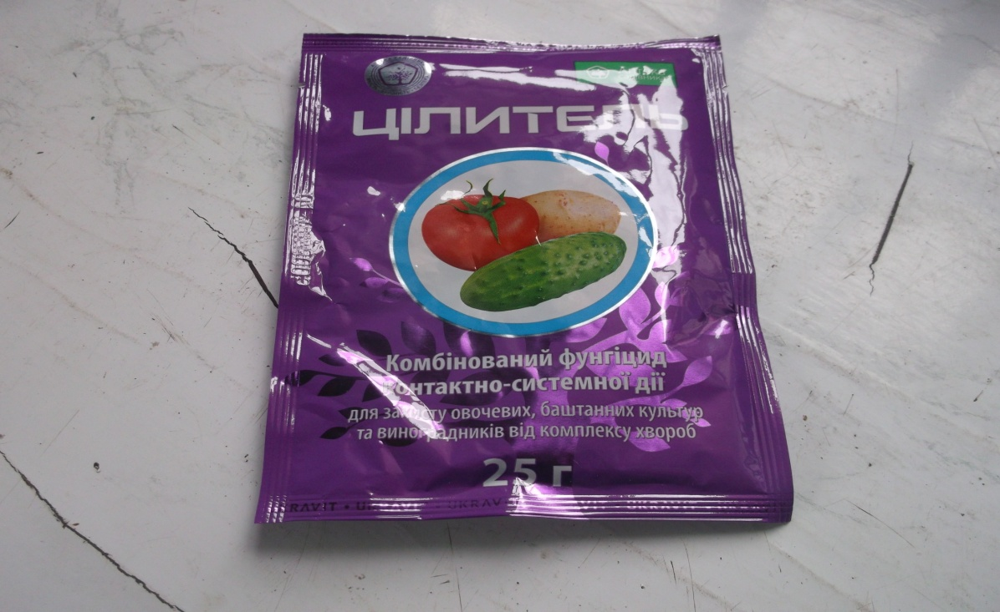 ЦІЛИТЕЛЬ
Комбінований фунгіцид
контактно-системної дії
для захисту овочевих, баштанних культур
та виноградників від комплексу хвороб
25 г
RAVIT • UKRAVIT • UKRAVIT UKRAVIT